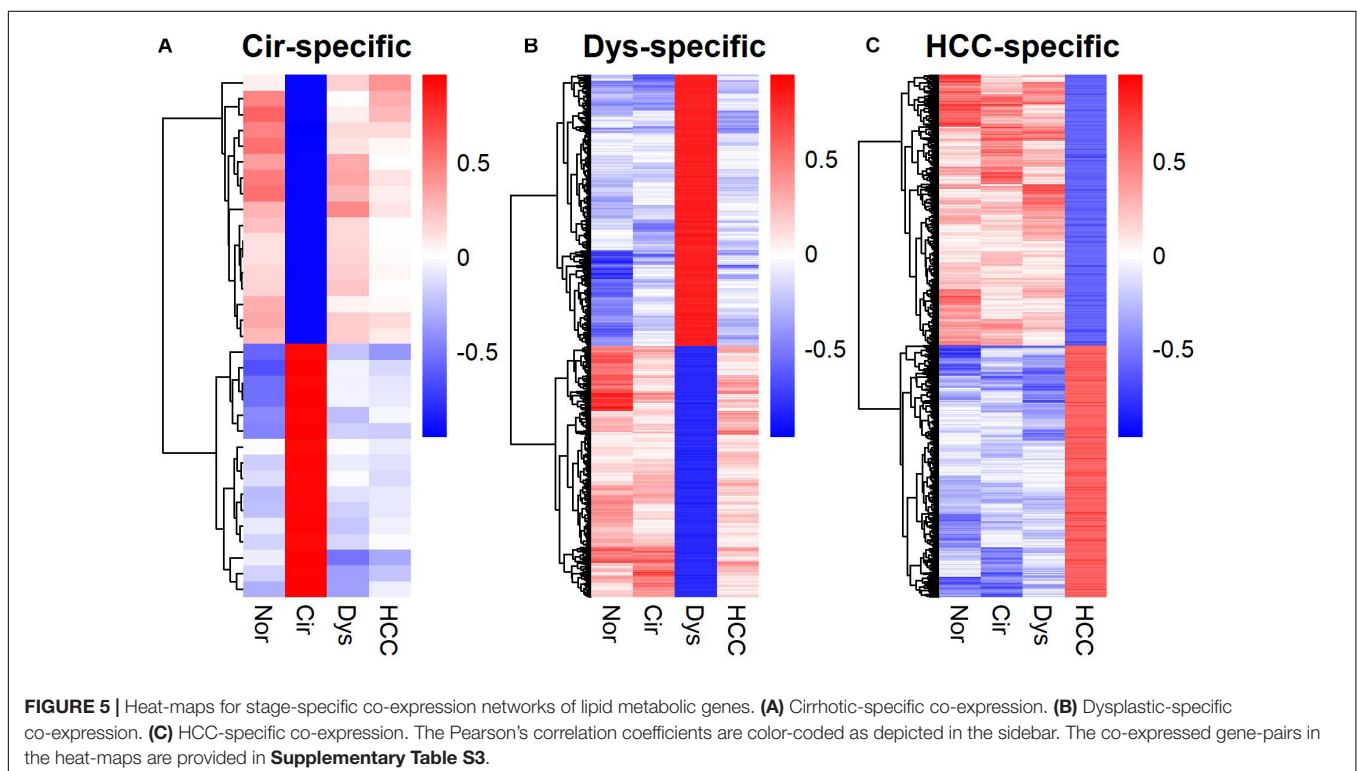 A Cir-specific
B Dys-specific
C HCC-specific
0.5
0
-0.5
0.5
0
-0.5
0.5
0
-0.5
Nor Cir Dys HCC
Nor Cir Dys HCC
Nor Cir Dys HCC
FIGURE 5 | Heat-maps for stage-specific co-expression networks of lipid metabolic genes. (A) Cirrhotic-specific co-expression. (B) Dysplastic-specific
co-expression. (C) HCC-specific co-expression. The Pearson's correlation coefficients are color-coded as depicted in the sidebar. The co-expressed gene-pairs in
the heat-maps are provided in Supplementary Table S3.